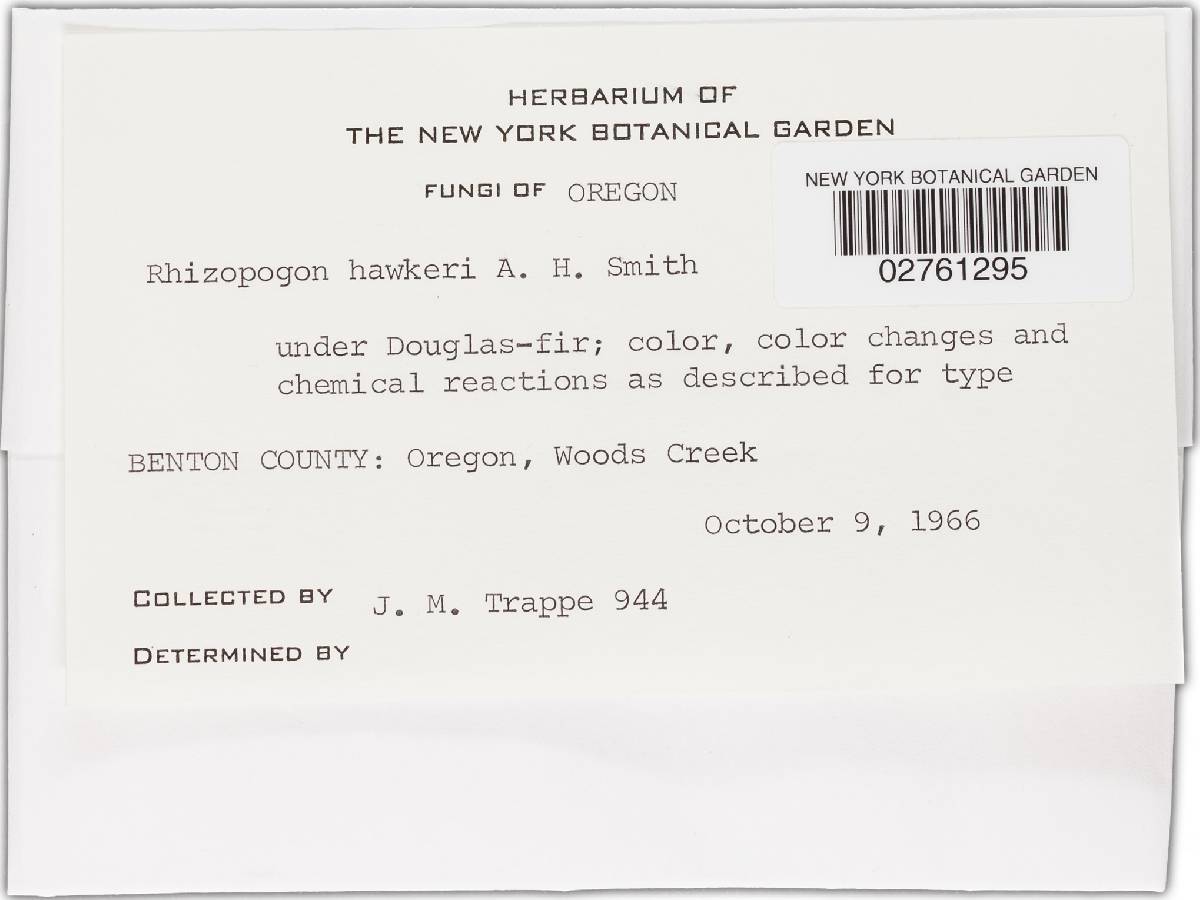 HERBARIUM OF
THE NEW YORK BOTANICAL GARDEN
FUNGI OF OREGON
NEW YORK BOTANICAL GARDEN
02761295
Rhizopogon hawkeri A. H. Smith
under Douglas-fir; color, color changes and
chemical reactions as described for type
BENTON COUNTY: Oregon, Woods Creek
October 9, 1966
COLLECTED BY J. M. Trappe 944
DETERMINED BY